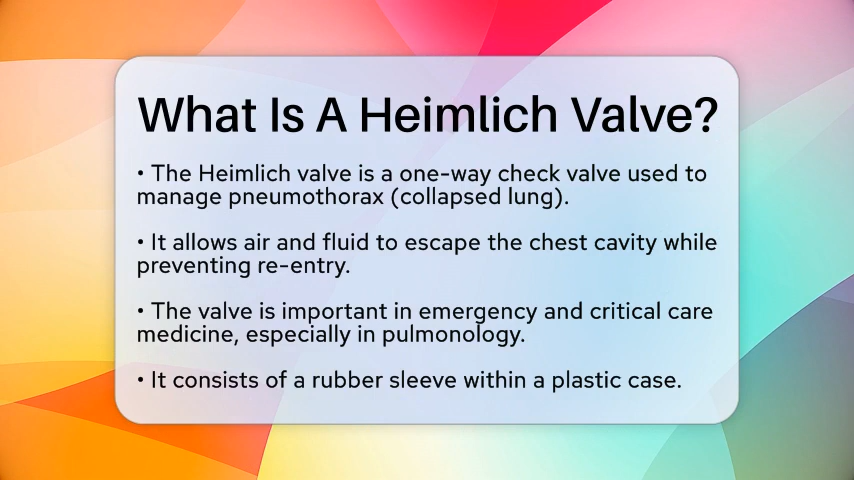 What Is A Heimlich Valve?
• The Heimlich valve is a one-way check valve used to
manage pneumothorax (collapsed lung).
• It allows air and fluid to escape the chest cavity while
preventing re-entry.
• The valve is important in emergency and critical care
medicine, especially in pulmonology.
• It consists of a rubber sleeve within a plastic case.